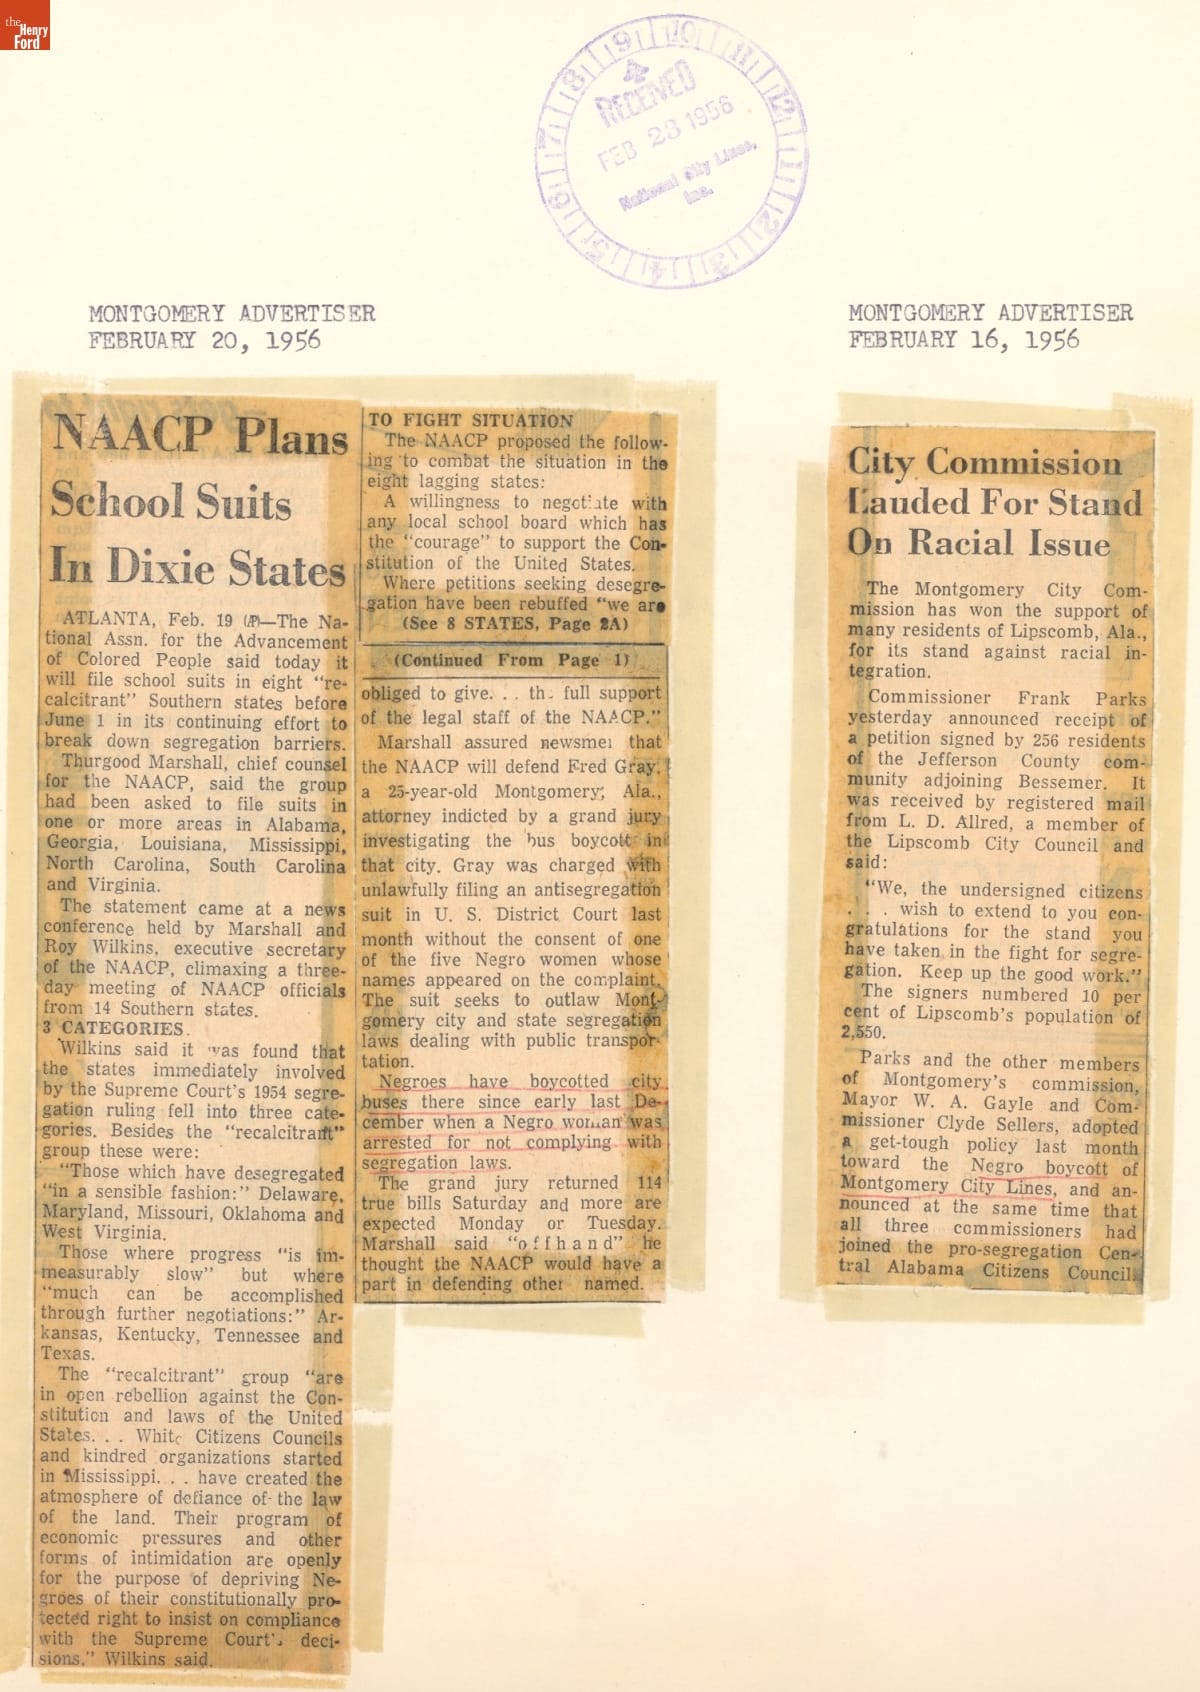 the
Henry
Ford
9 10 11 12 1 2 3 4 5 6 7 8
RECEIVED
FEB 23 1956
National City Lines,
Inc.
MONTGOMERY ADVERTISER
FEBRUARY 20, 1956
NAACP Plans
School Suits
In Dixie States
ATLANTA, Feb. 19 (AP)—The Na-
tional Assn. for the Advancement
of Colored People said today it
will file school suits in eight "re-
calcitrant" Southern states before
June 1 in its continuing effort to
break down segregation barriers.
Thurgood Marshall, chief counsel
for the NAACP, said the group
had been asked to file suits in
one or more areas in Alabama,
Georgia, Louisiana, Mississippi,
North Carolina, South Carolina
and Virginia.
The statement came at a news
conference held by Marshall and
Roy Wilkins, executive secretary
of the NAACP, climaxing a three-
day meeting of NAACP officials
from 14 Southern states.
3 CATEGORIES.
Wilkins said it was found that
the states immediately involved
by the Supreme Court's 1954 segre-
gation ruling fell into three cate-
gories. Besides the "recalcitrant"
group these were:
"Those which have desegregated
"in a sensible fashion:" Delaware,
Maryland, Missouri, Oklahoma and
West Virginia.
Those where progress "is im-
measurably slow" but where
"much can be accomplished
through further negotiations:" Ar-
kansas, Kentucky, Tennessee and
Texas.
The "recalcitrant" group "are
in open rebellion against the Con-
stitution and laws of the United
States. . . White Citizens Councils
and kindred organizations started
in Mississippi. . . have created the
atmosphere of defiance of the law
of the land. Their program of
economic pressures and other
forms of intimidation are openly
for the purpose of depriving Ne-
groes of their constitutionally pro-
tected right to insist on compliance
with the Supreme Court's deci-
sions." Wilkins said.
TO FIGHT SITUATION
The NAACP proposed the follow-
ing to combat the situation in the
eight lagging states:
A willingness to negotiate with
any local school board which has
the "courage" to support the Con-
stitution of the United States.
Where petitions seeking desegre-
gation have been rebuffed "we are
(See 8 STATES, Page 2A)
(Continued From Page 1)
obliged to give. . . the full support
of the legal staff of the NAACP."
Marshall assured newsmen that
the NAACP will defend Fred Gray,
a 25-year-old Montgomery, Ala.,
attorney indicted by a grand jury
investigating the bus boycott in
that city. Gray was charged with
unlawfully filing an antisegregation
suit in U. S. District Court last
month without the consent of one
of the five Negro women whose
names appeared on the complaint.
The suit seeks to outlaw Mont-
gomery city and state segregation
laws dealing with public transpor-
tation.
Negroes have boycotted city
buses there since early last De-
cember when a Negro woman was
arrested for not complying with
segregation laws.
The grand jury returned 114
true bills Saturday and more are
expected Monday or Tuesday.
Marshall said "offhand" he
thought the NAACP would have a
part in defending other named.
MONTGOMERY ADVERTISER
FEBRUARY 16, 1956
City Commission
Lauded For Stand
On Racial Issue
The Montgomery City Com-
mission has won the support of
many residents of Lipscomb, Ala.,
for its stand against racial in-
tegration.
Commissioner Frank Parks
yesterday announced receipt of
a petition signed by 256 residents
of the Jefferson County com-
munity adjoining Bessemer. It
was received by registered mail
from L. D. Allred, a member of
the Lipscomb City Council and
said:
"We, the undersigned citizens
. . . wish to extend to you con-
gratulations for the stand you
have taken in the fight for segre-
gation. Keep up the good work."
The signers numbered 10 per
cent of Lipscomb's population of
2,550.
Parks and the other members
of Montgomery's commission,
Mayor W. A. Gayle and Com-
missioner Clyde Sellers, adopted
a get-tough policy last month
toward the Negro boycott of
Montgomery City Lines, and an-
nounced at the same time that
all three commissioners had
joined the pro-segregation Cen-
tral Alabama Citizens Council.